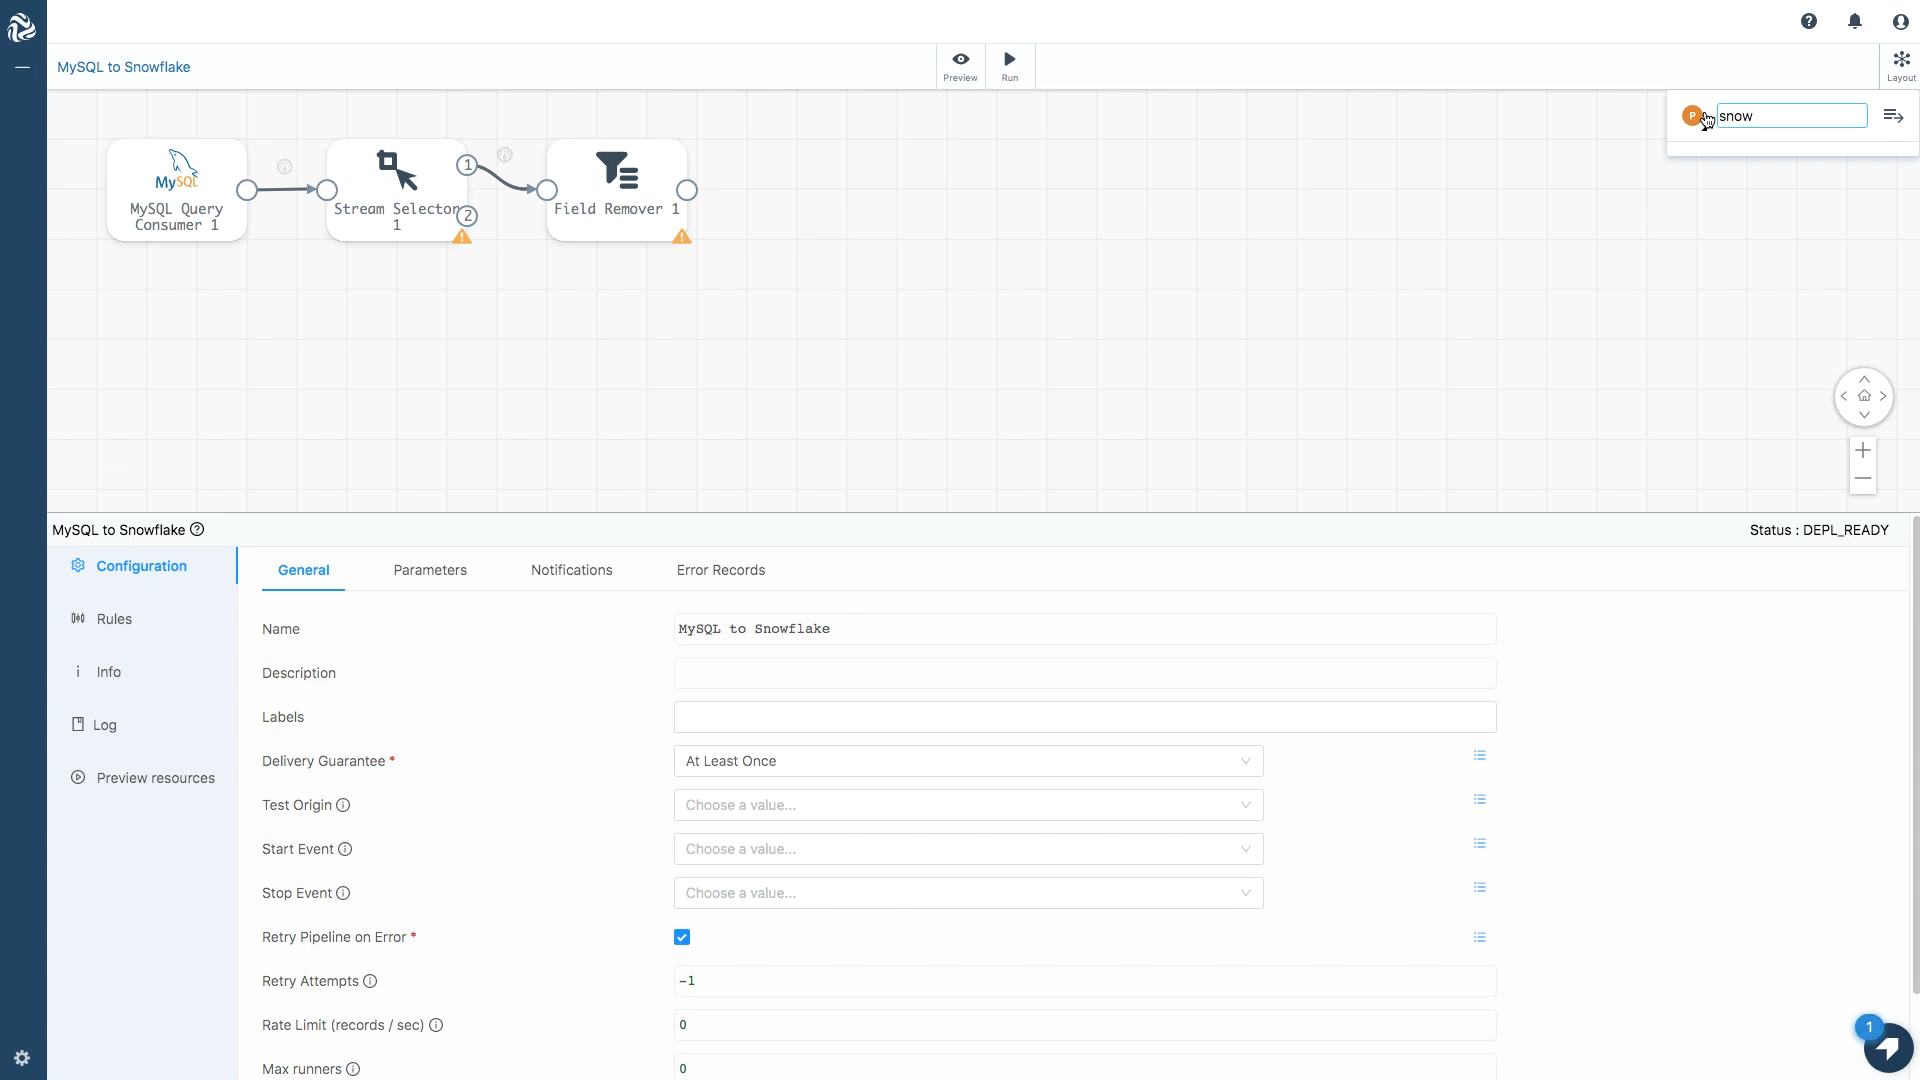 MySQL to Snowflake
Preview
Run
Layout
P
snow
MySQL
MySQL Query
Consumer 1
Stream Selector
1
1
2
Field Remover 1
MySQL to Snowflake
Status : DEPL_READY
Configuration
Rules
Info
Log
Preview resources
General
Parameters
Notifications
Error Records
Name
MySQL to Snowflake
Description
Labels
Delivery Guarantee *
At Least Once
Test Origin
Choose a value...
Start Event
Choose a value...
Stop Event
Choose a value...
Retry Pipeline on Error *
Retry Attempts
-1
Rate Limit (records / sec)
0
Max runners
0
1